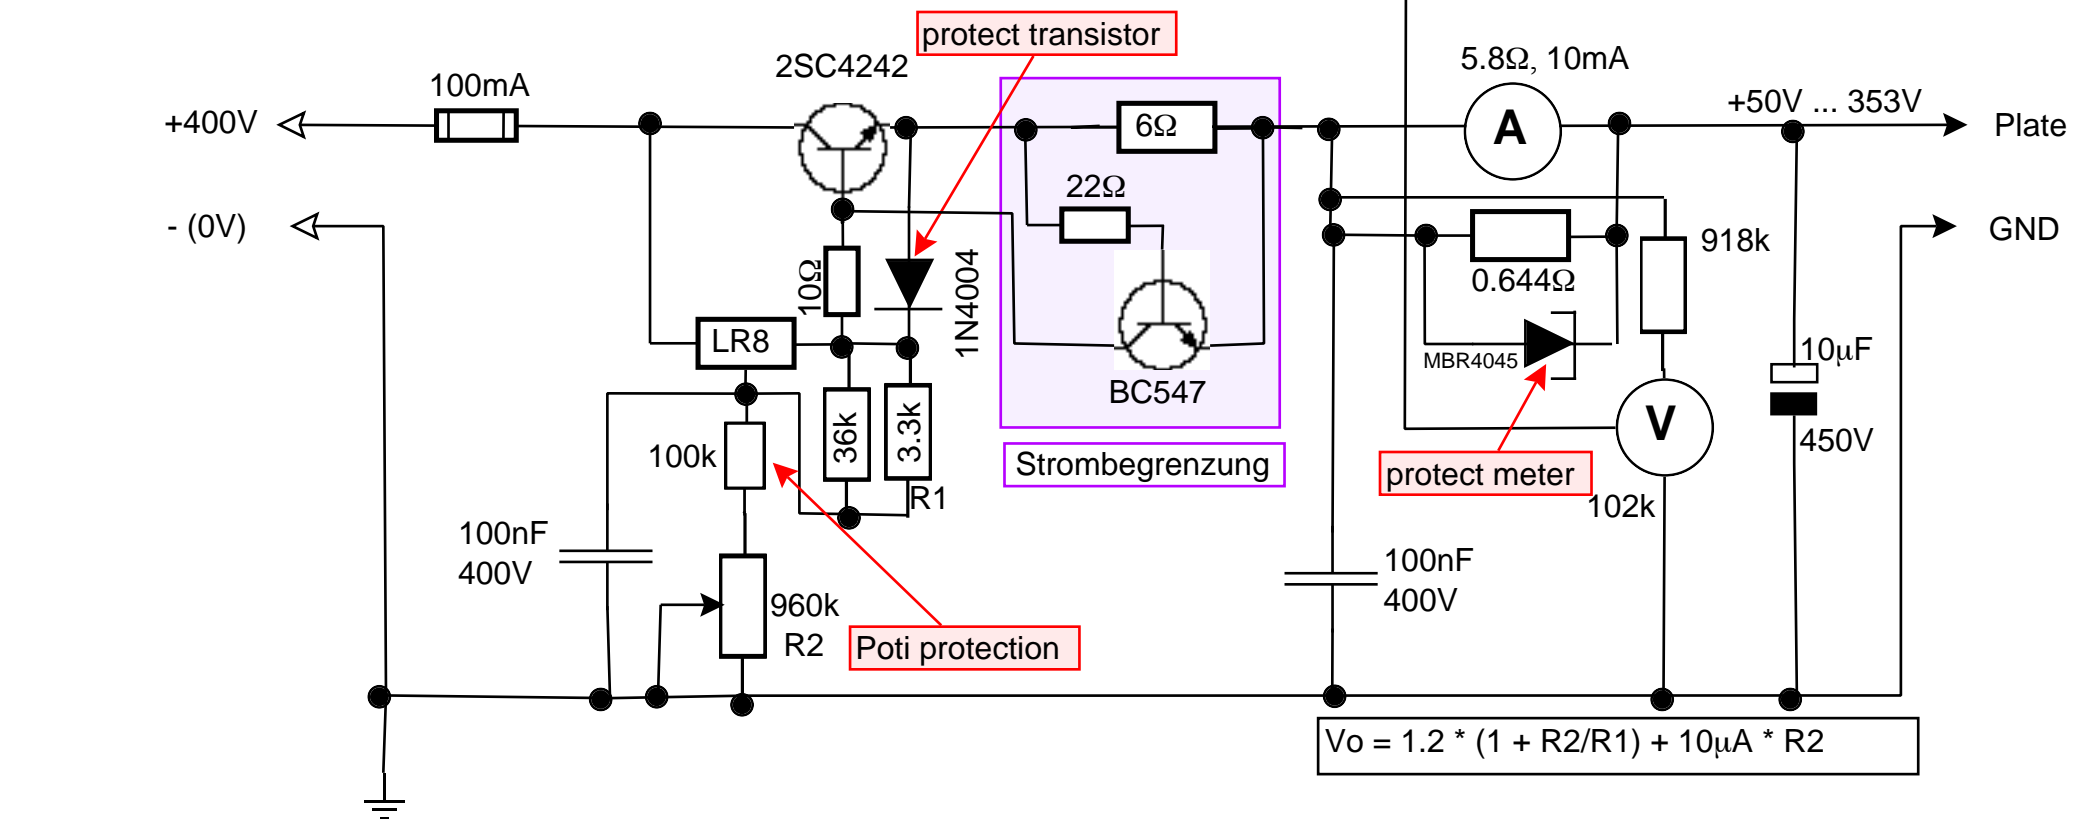 protect transistor
2SC4242
100mA
+400V
- (0V)
6Ω
5.8Ω, 10mA
A
+50V ... 353V
Plate
GND
22Ω
10Ω
1N4004
918k
0.644Ω
LR8
MBR4045
BC547
10μF
450V
V
102k
100k
36k
3.3k
R1
Strombegrenzung
protect meter
100nF
400V
100nF
400V
960k
R2
Poti protection
Vo = 1.2 * (1 + R2/R1) + 10μA * R2